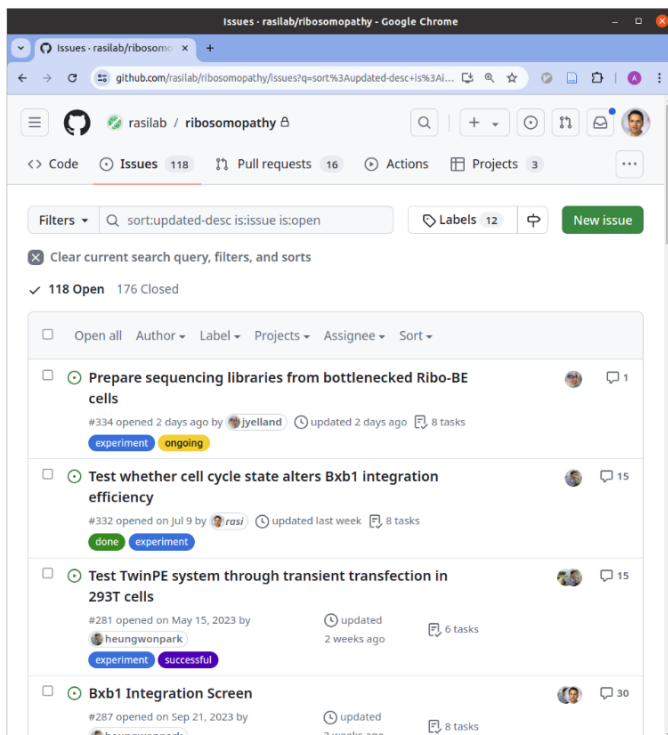 Issues · rasilab/ribosomopathy - Google Chrome
Issues · rasilab/ribosomo
github.com/rasilab/ribosomopathy/issues?q=sort%3Aupdated-desc+is%3Ai...
A
rasilab / ribosomopathy
Code Issues 118 Pull requests 16 Actions Projects 3
Filters sort:updated-desc is:issue is:open Labels 12 New issue
Clear current search query, filters, and sorts
118 Open 176 Closed
Open all Author Label Projects Assignee Sort
Prepare sequencing libraries from bottlenecked Ribo-BE 1
cells
#334 opened 2 days ago by jyelland updated 2 days ago 8 tasks
experiment ongoing
Test whether cell cycle state alters Bxb1 integration 15
efficiency
#332 opened on Jul 9 by rasi updated last week 8 tasks
done experiment
Test TwinPE system through transient transfection in 15
293T cells
#281 opened on May 15, 2023 by updated
heungwonpark 2 weeks ago 6 tasks
experiment successful
Bxb1 Integration Screen 30
#287 opened on Sep 21, 2023 by updated
8 tasks
heungwonpark weeks ago